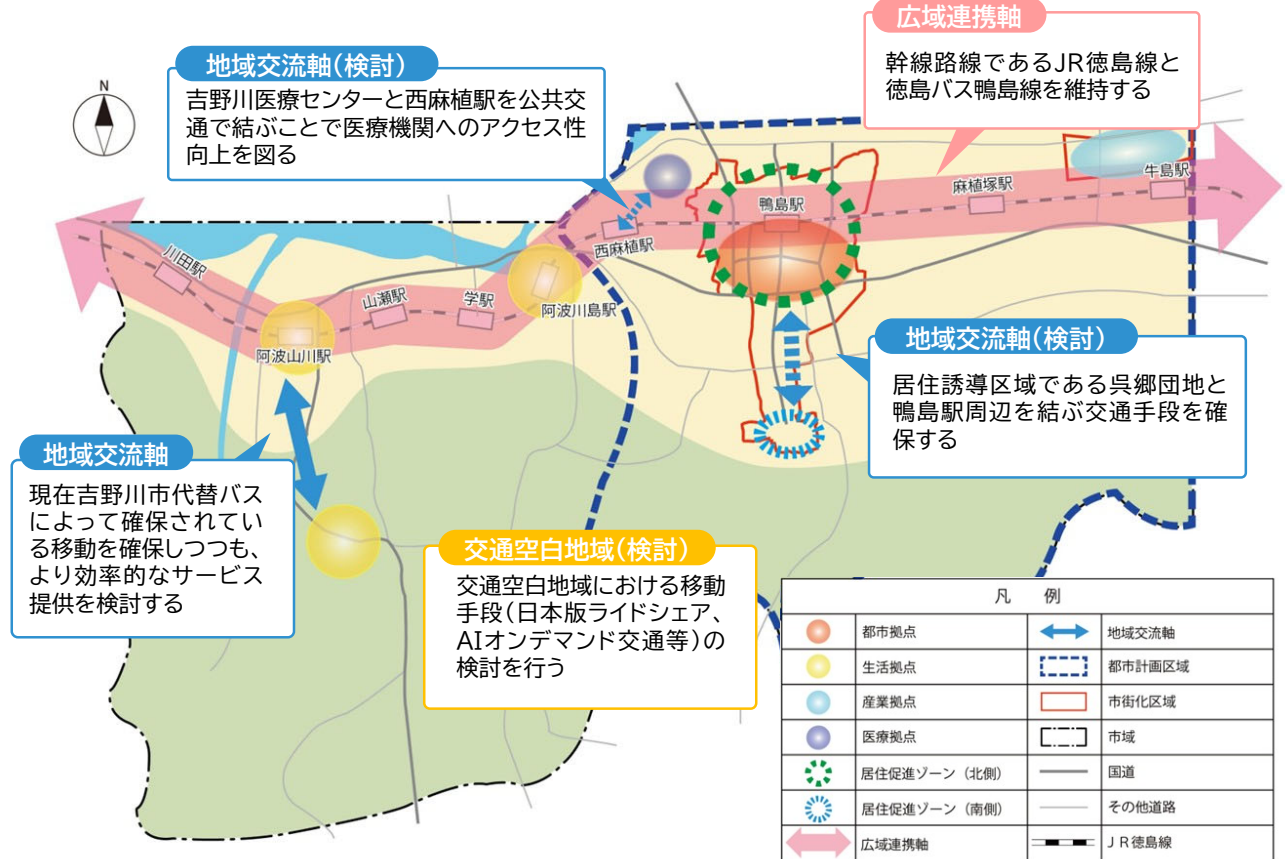 広域連携軸
幹線路線であるJR徳島線と
徳島バス鴨島線を維持する
地域交流軸(検討)
吉野川医療センターと西麻植駅を公共交
通で結ぶことで医療機関へのアクセス性
向上を図る
N
牛島駅
麻植塚駅
鴨島駅
西麻植駅
川田駅
山瀬駅
学駅
阿波川島駅
阿波山川駅
地域交流軸(検討)
居住誘導区域である呉郷団地と
鴨島駅周辺を結ぶ交通手段を確
保する
地域交流軸
現在吉野川市代替バス
によって確保されてい
る移動を確保しつつも、
より効率的なサービス
提供を検討する
交通空白地域(検討)
交通空白地域における移動
手段(日本版ライドシェア、
AIオンデマンド交通等)の
検討を行う
凡 例
都市拠点 地域交流軸
生活拠点 都市計画区域
産業拠点 市街化区域
医療拠点 市域
居住促進ゾーン（北側） 国道
居住促進ゾーン（南側） その他道路
広域連携軸 JR徳島線